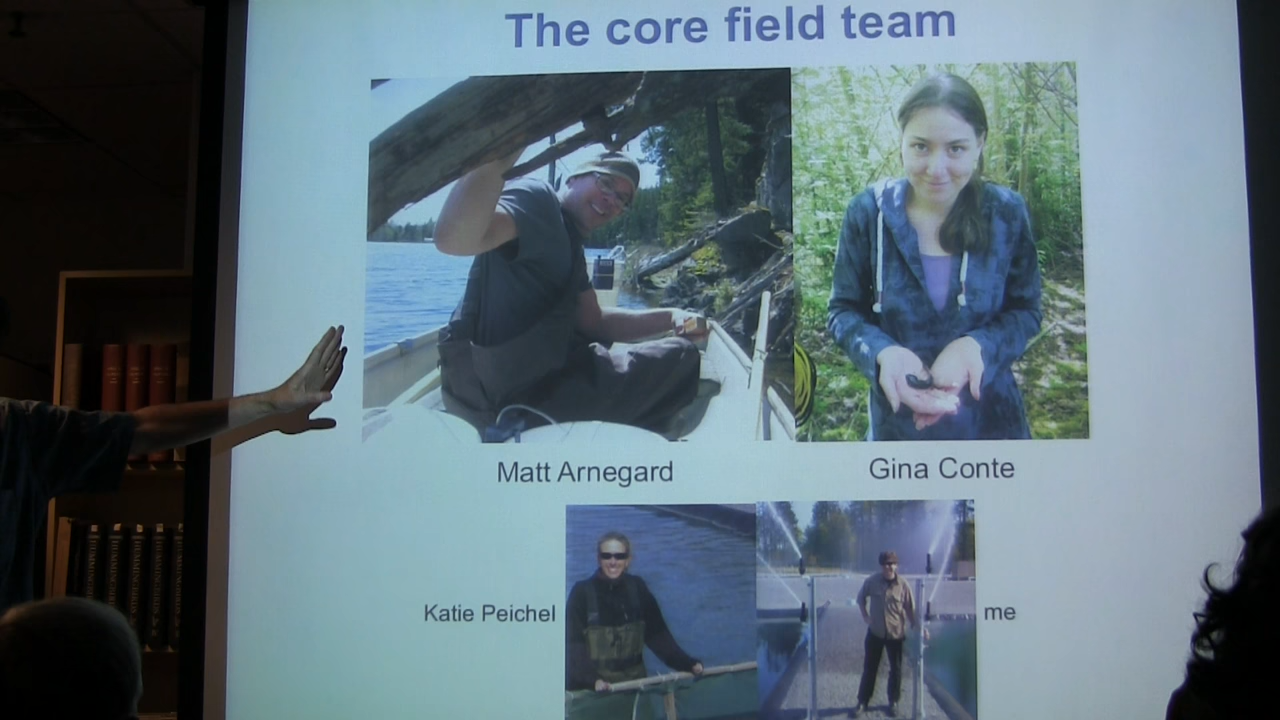 The core field team
Matt Arnegard
Gina Conte
Katie Peichel
me